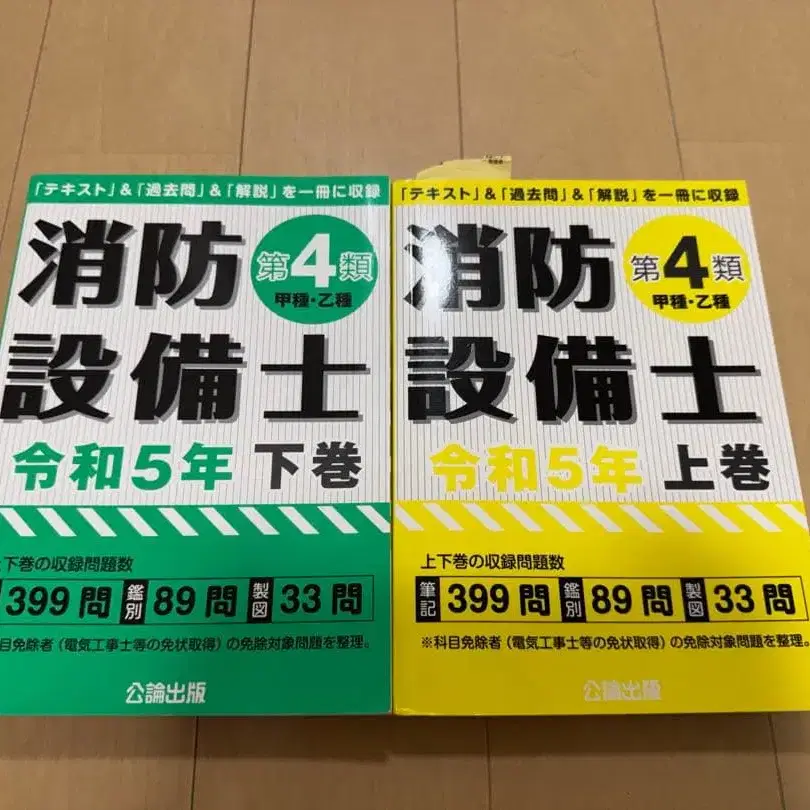 「テキスト」&「過去問」&「解説」を一冊に収録
消防
第4類
甲種・乙種
設備士
令和5年 下巻
下巻の収録問題数
399問 鑑別 89問 製図 33問
目免除者(電気工事士等の免状取得)の免除対象問題を整理。
公論出版
「テキスト」&「過去問」&「解説」を一冊に収録
消防
第4類
甲種・乙種
設備士
令和5年 上巻
上下巻の収録問題数
筆記 399問 鑑別 89問 製図 33問
※科目免除者(電気工事士等の免状取得)の免除対象問題を整理。
公論出版